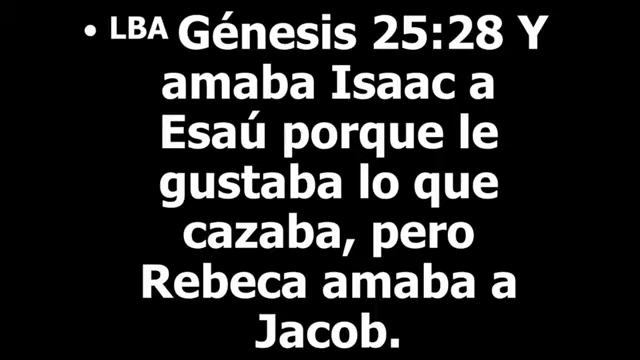 • LBA Génesis 25:28 Y
amaba Isaac a
Esaú porque le
gustaba lo que
cazaba, pero
Rebeca amaba a
Jacob.